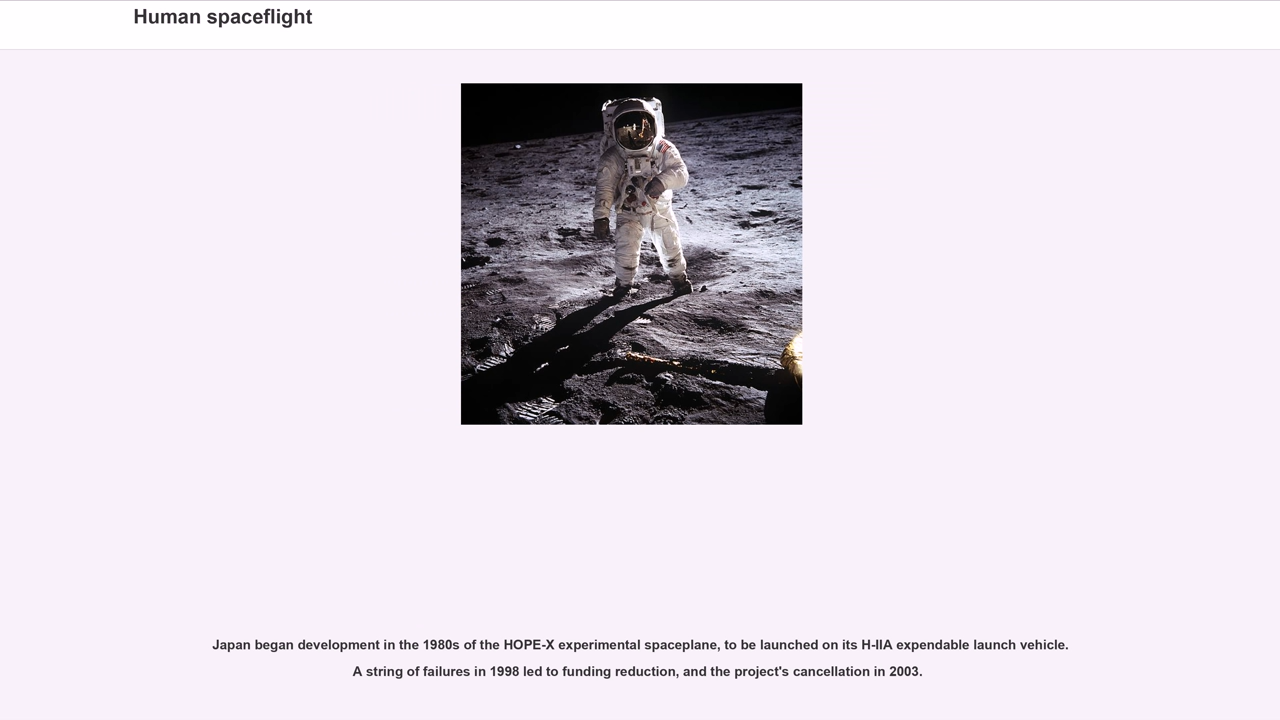 Human spaceflight
Japan began development in the 1980s of the HOPE-X experimental spaceplane, to be launched on its H-IIA expendable launch vehicle.
A string of failures in 1998 led to funding reduction, and the project's cancellation in 2003.